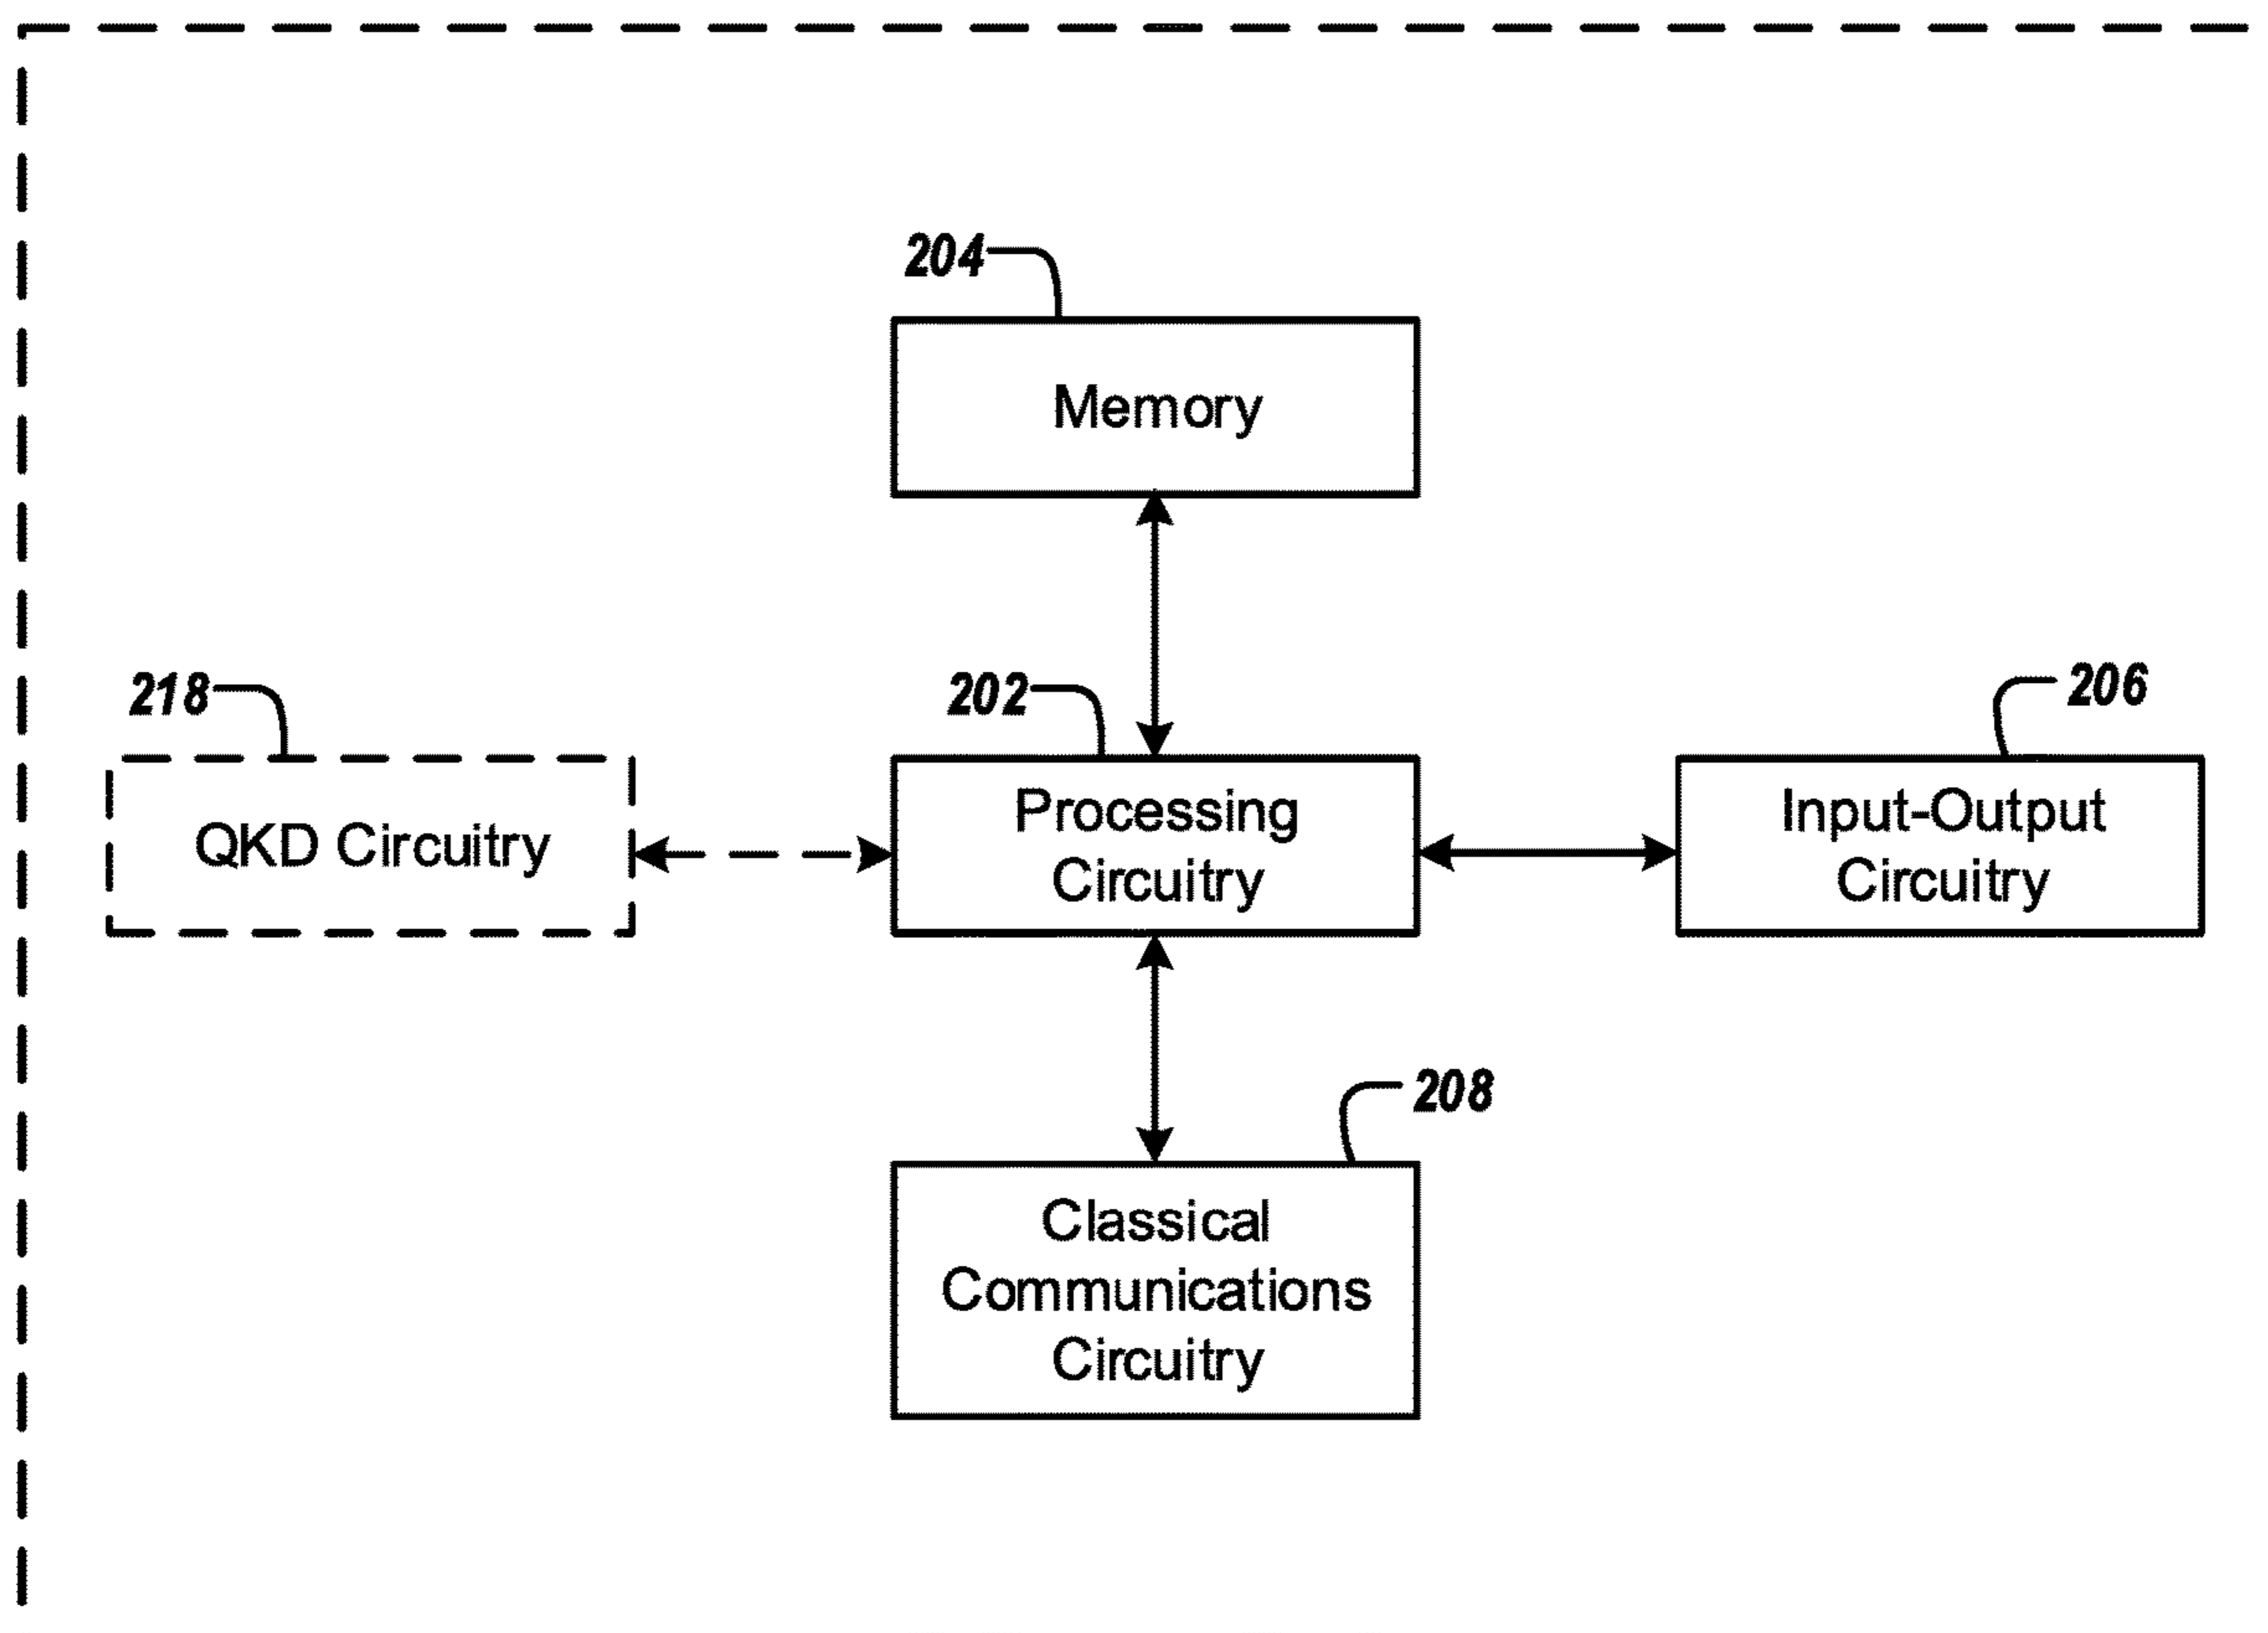 204
Memory
218
202
206
QKD Circuitry
Processing
Circuitry
Input-Output
Circuitry
208
Classical
Communications
Circuitry